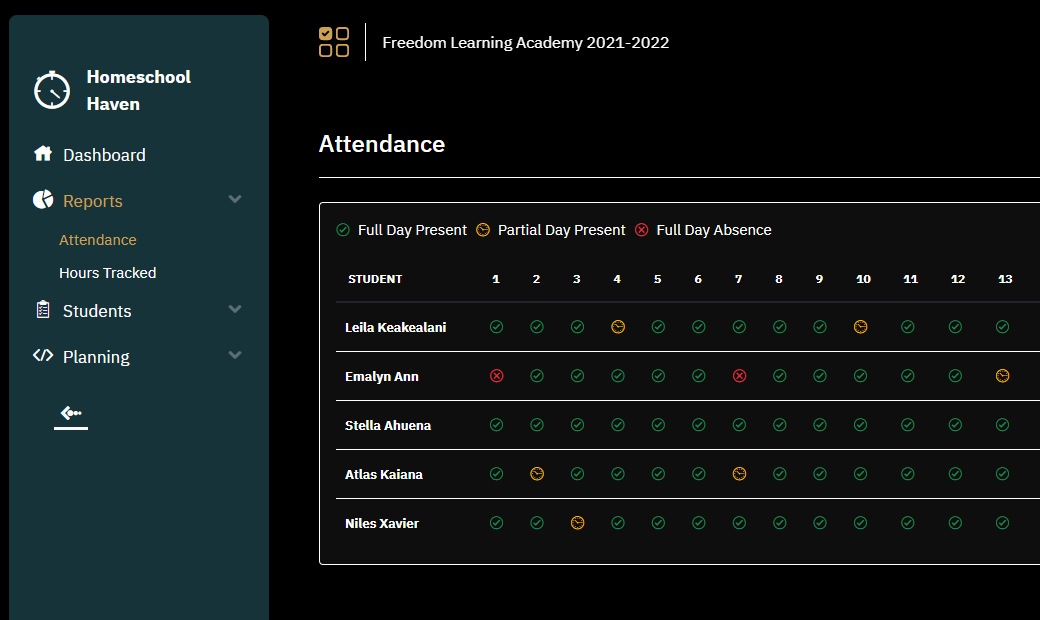 Homeschool
Haven
Dashboard
Reports
Attendance
Hours Tracked
Students
Planning
Freedom Learning Academy 2021-2022
Attendance
Full Day Present Partial Day Present Full Day Absence
STUDENT 1 2 3 4 5 6 7 8 9 10 11 12 13
Leila Keakealani
Emalyn Ann
Stella Ahuena
Atlas Kaiana
Niles Xavier